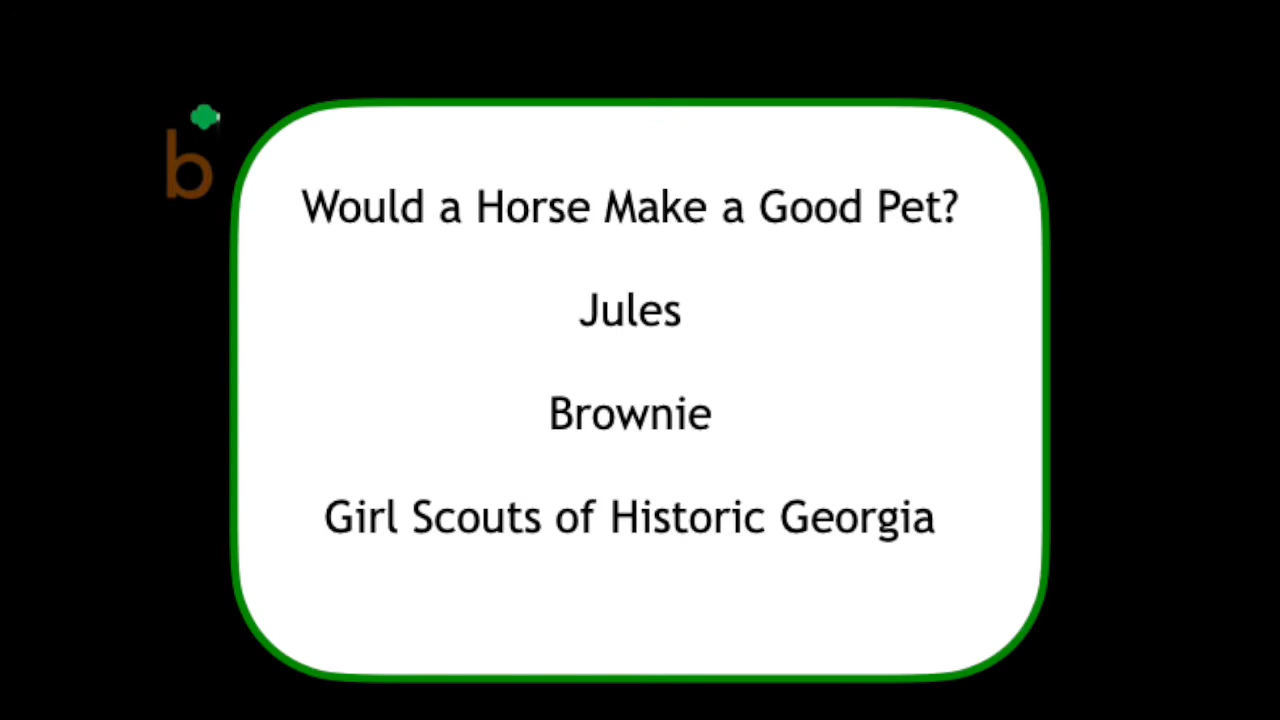 b
Would a Horse Make a Good Pet?
Jules
Brownie
Girl Scouts of Historic Georgia